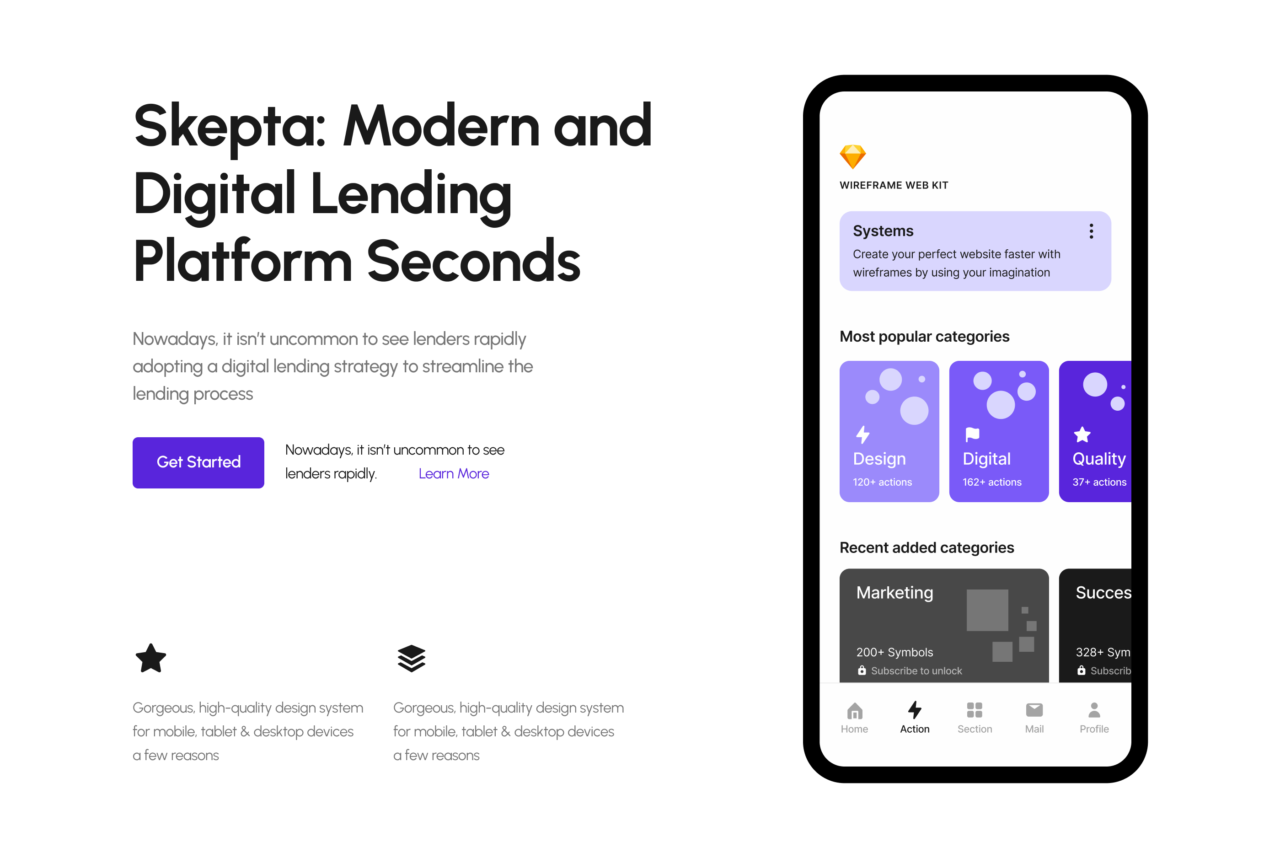 Skepta: Modern and
Digital Lending
Platform Seconds
Nowadays, it isn’t uncommon to see lenders rapidly
adopting a digital lending strategy to streamline the
lending process
Get Started
Nowadays, it isn’t uncommon to see
lenders rapidly. Learn More
Gorgeous, high-quality design system
for mobile, tablet & desktop devices
a few reasons
Gorgeous, high-quality design system
for mobile, tablet & desktop devices
a few reasons
WIREFRAME WEB KIT
Systems
Create your perfect website faster with
wireframes by using your imagination
Most popular categories
Design
120+ actions
Digital
162+ actions
Quality
37+ actions
Recent added categories
Marketing
200+ Symbols
Subscribe to unlock
Succes
328+ Sym
Subscrib
Home
Action
Section
Mail
Profile